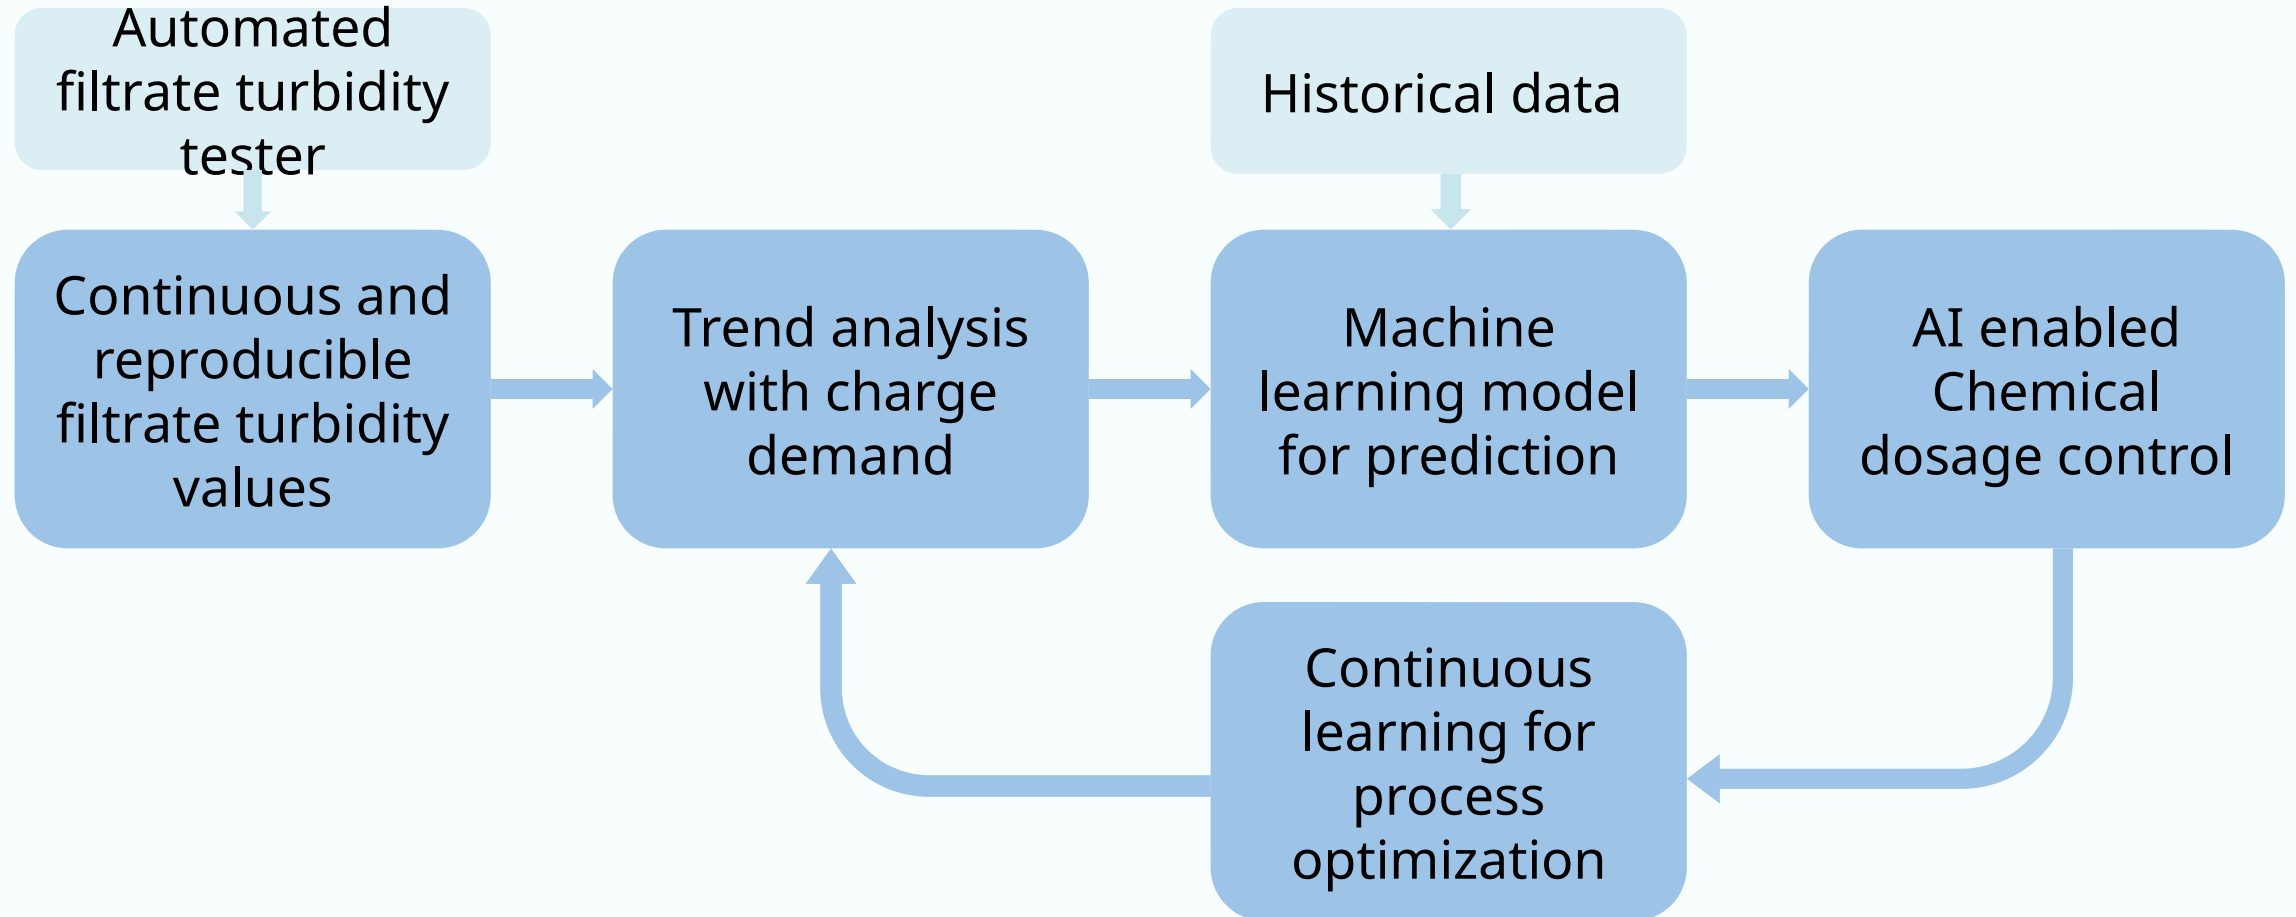 Automated
filtrate turbidity
tester
Historical data
Continuous and
reproducible
filtrate turbidity
values
Trend analysis
with charge
demand
Machine
learning model
for prediction
AI enabled
Chemical
dosage control
Continuous
learning for
process
optimization